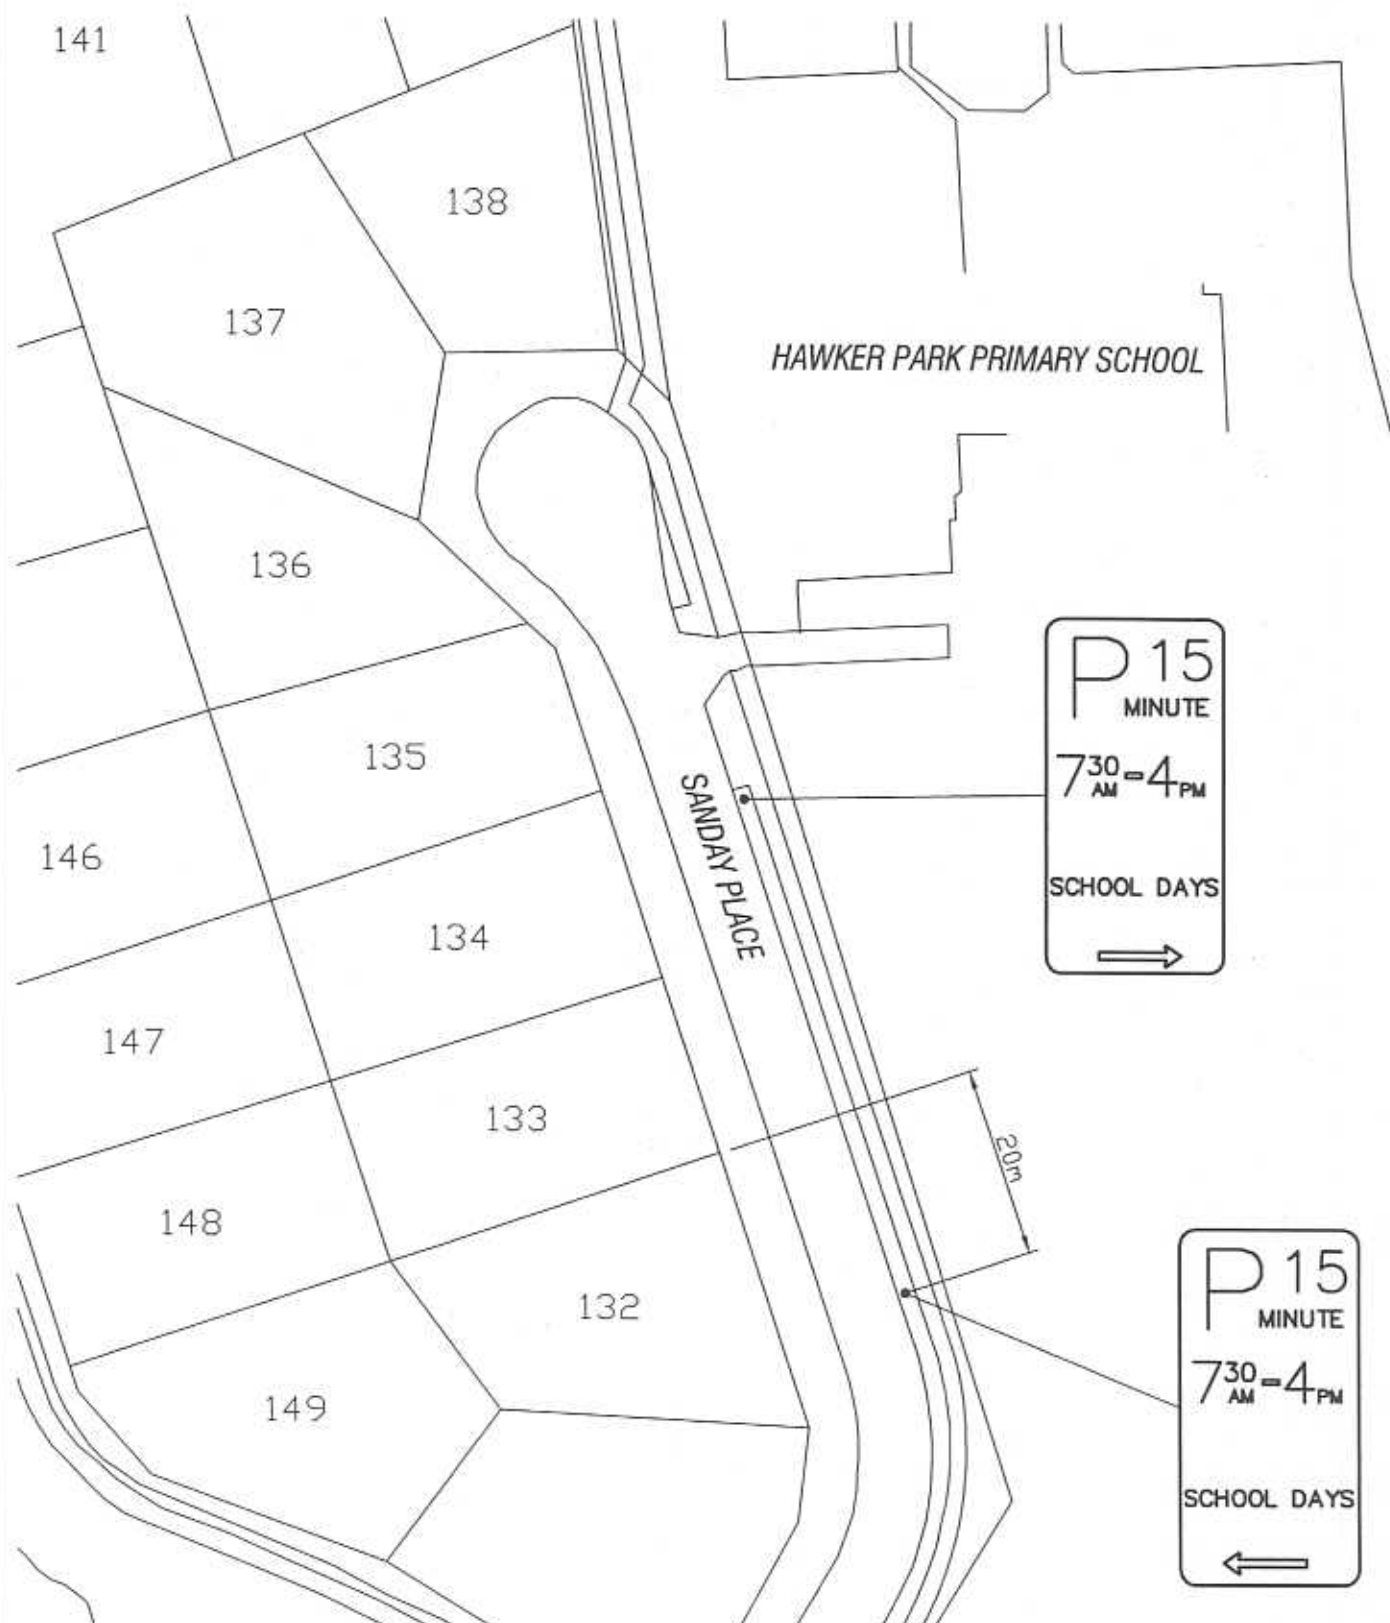 141
138
137
HAWKER PARK PRIMARY SCHOOL
136
P 15
MINUTE
7 30 AM - 4 PM
SCHOOL DAYS
135
SANDAY PLACE
146
134
147
133
20m
148
P 15
MINUTE
7 30 AM - 4 PM
SCHOOL DAYS
132
149